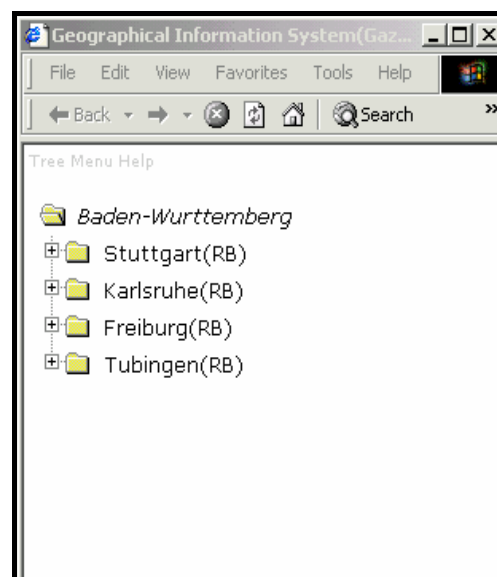 Geographical Information System(Gaz...
File Edit View Favorites Tools Help
Back Search »
Tree Menu Help
Baden-Wurttemberg
Stuttgart(RB)
Karlsruhe(RB)
Freiburg(RB)
Tubingen(RB)